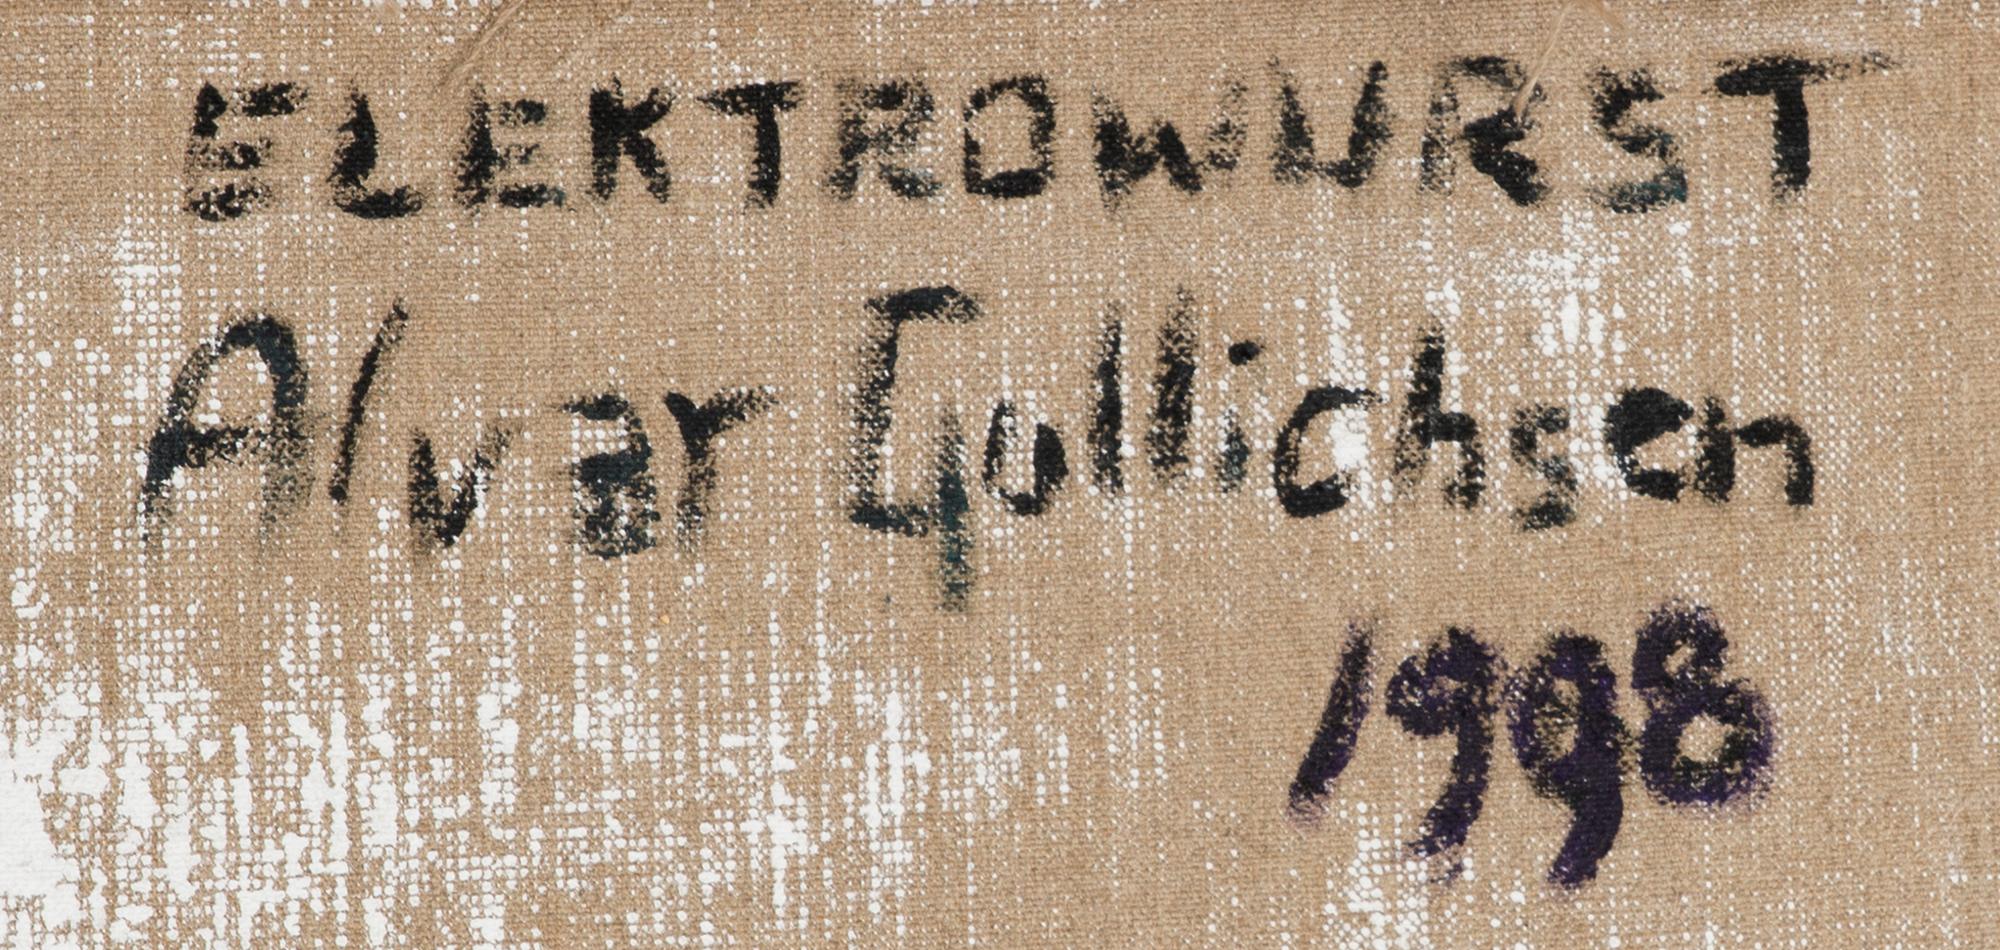 ELEKTROWURST
Alvar Gullichsen
1998